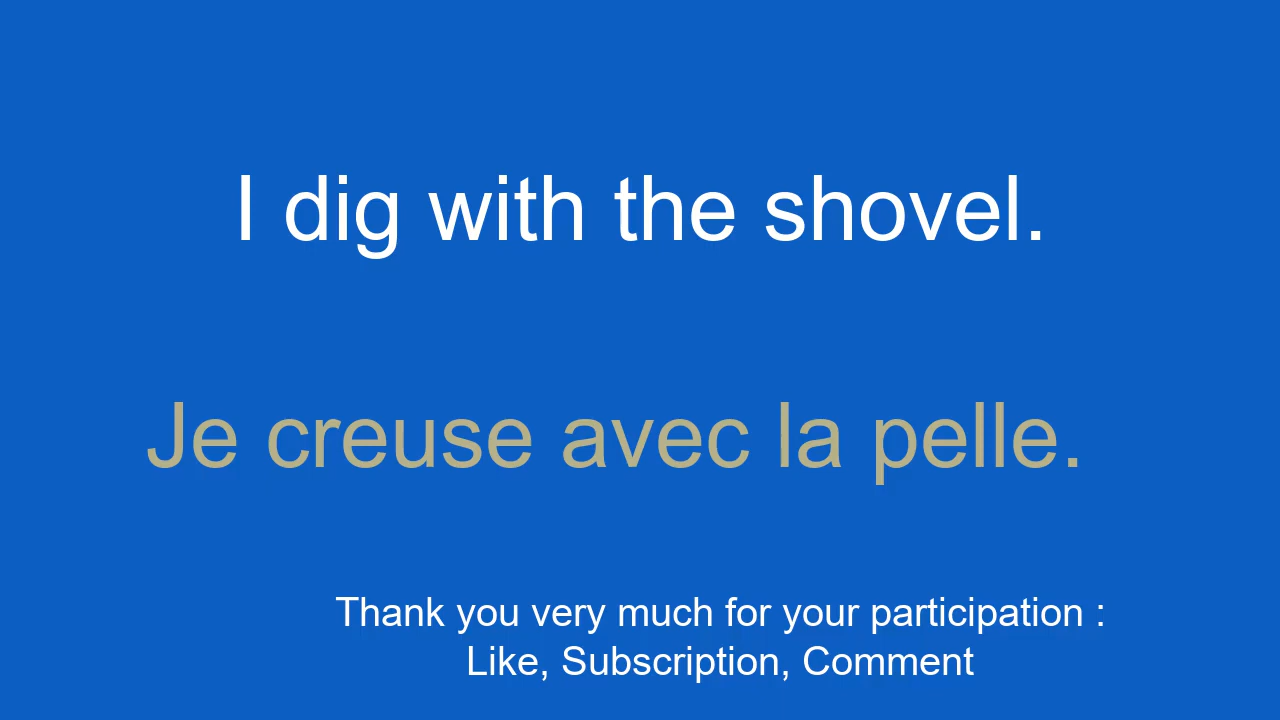 I dig with the shovel.
Je creuse avec la pelle.
Thank you very much for your participation :
Like, Subscription, Comment